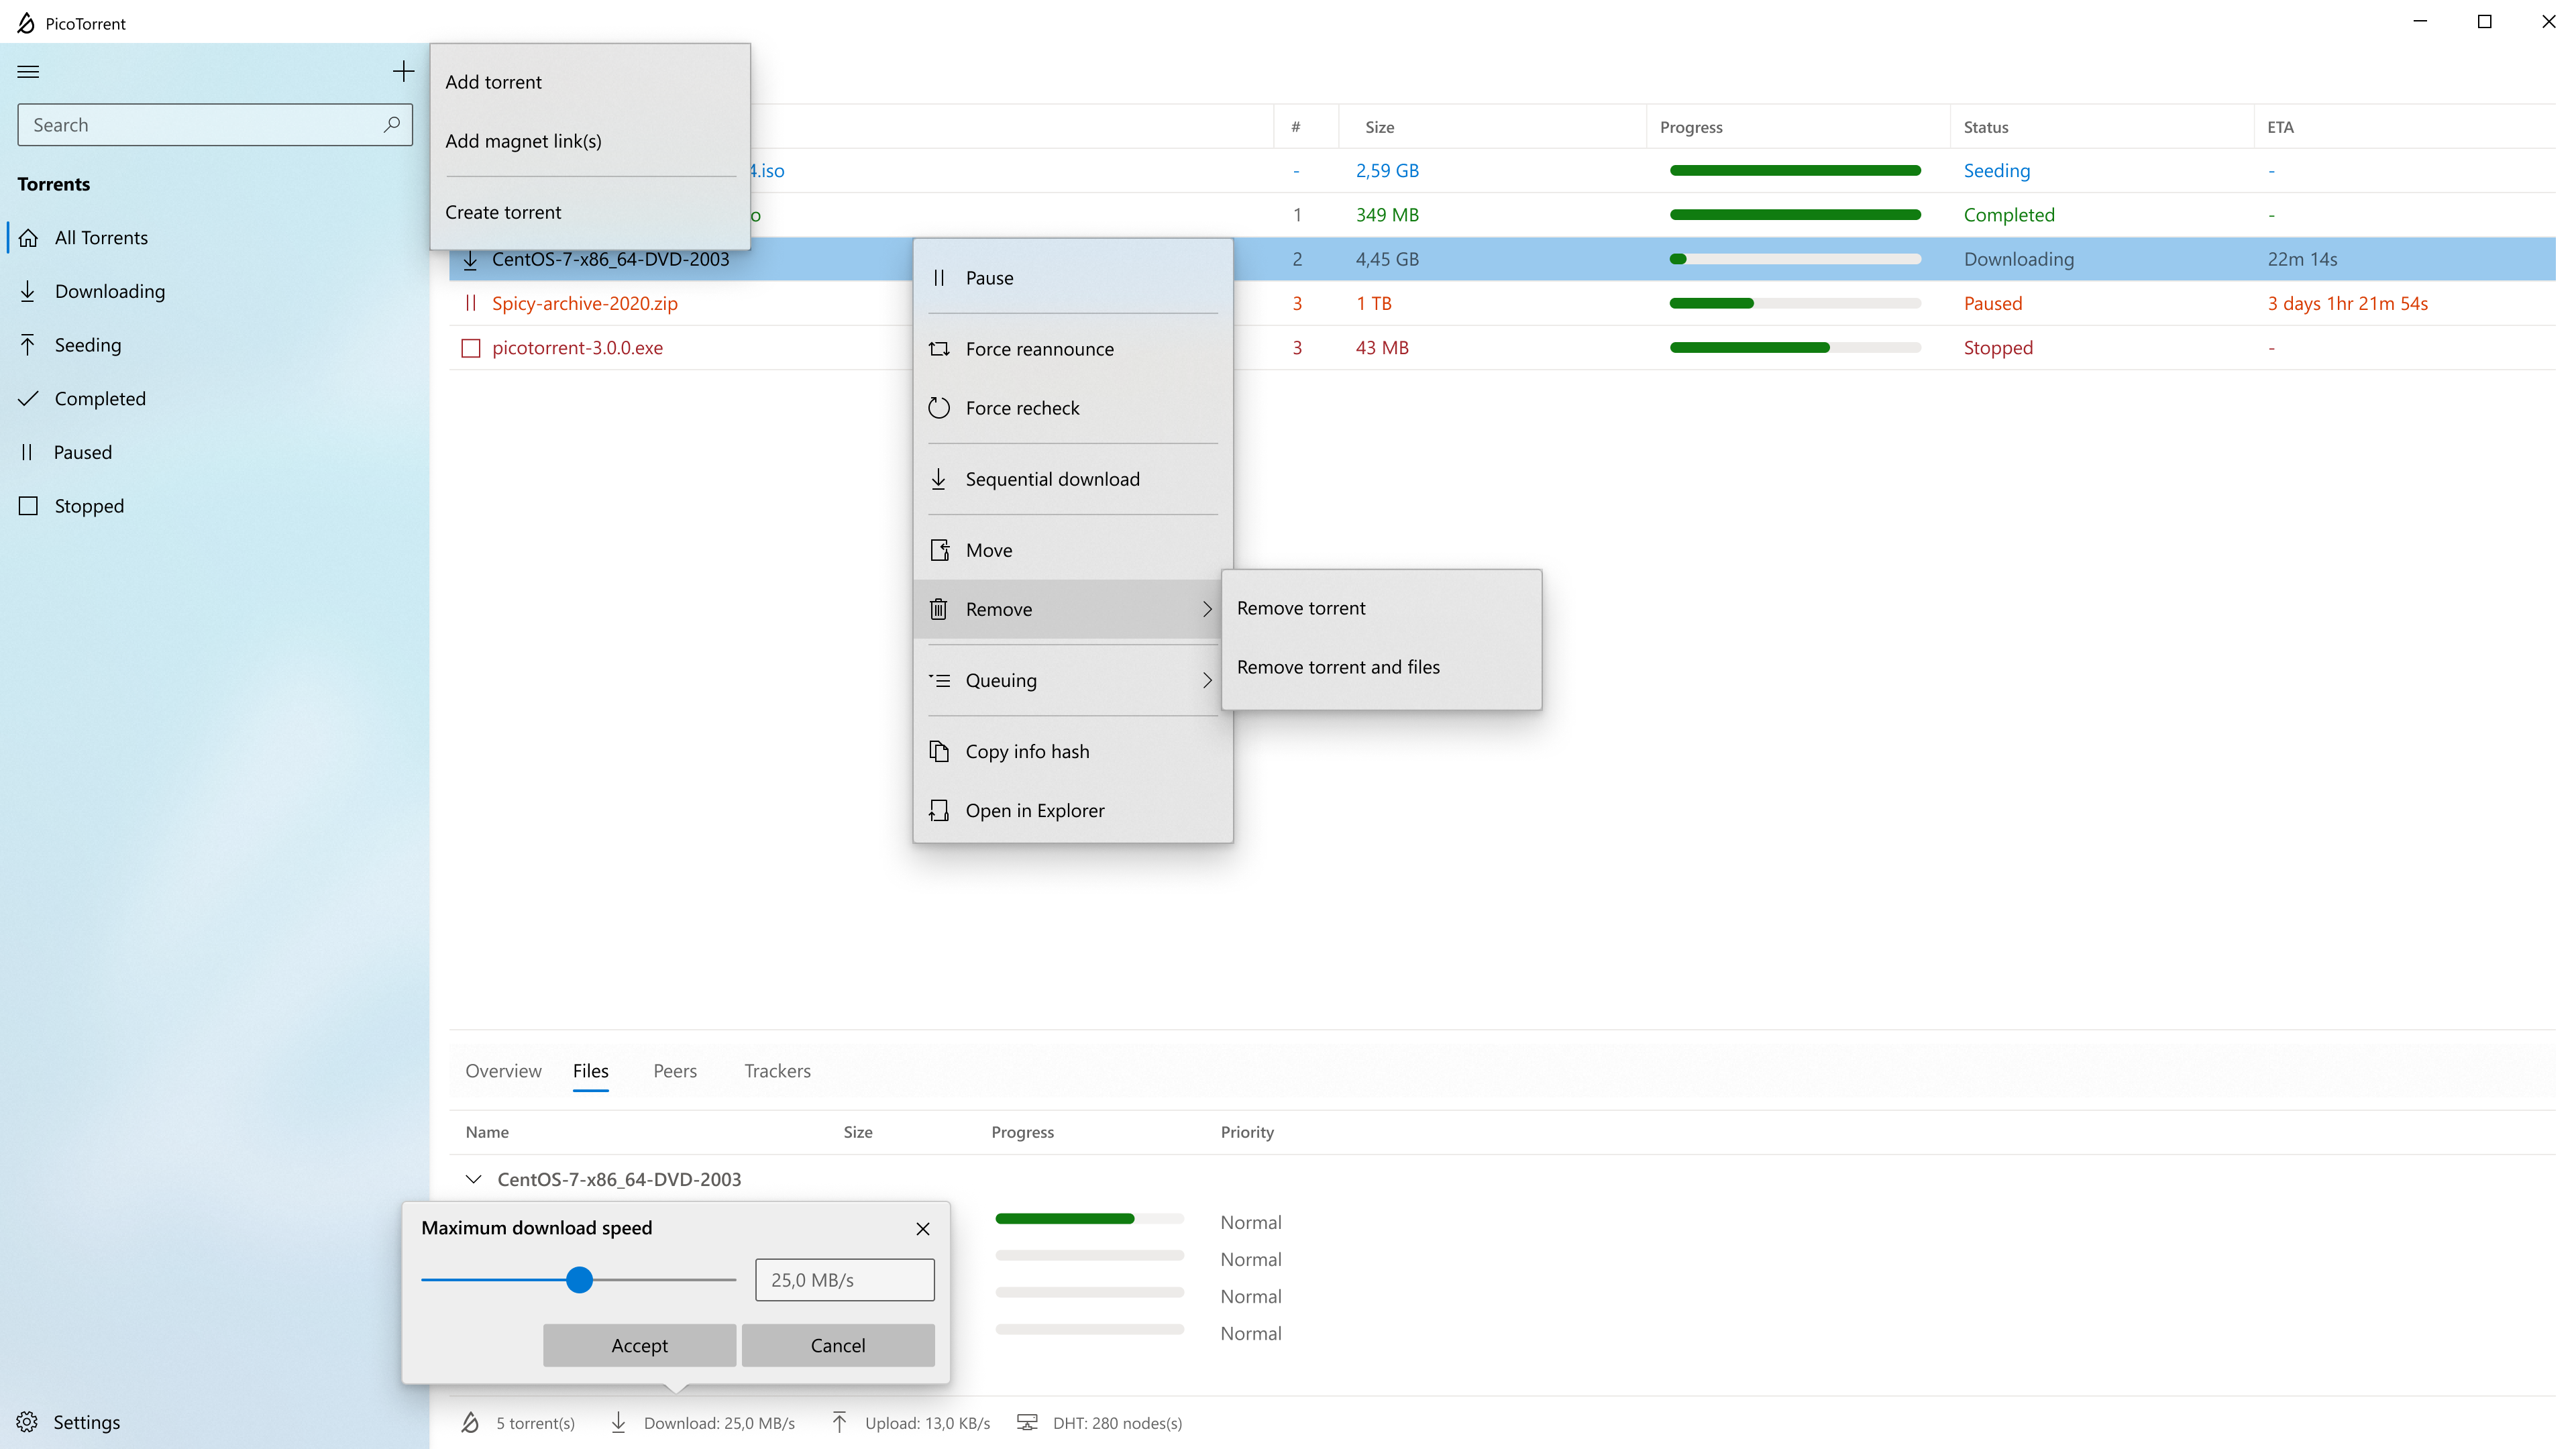 PicoTorrent
Search
Torrents
All Torrents
Downloading
Seeding
Completed
Paused
Stopped
Settings
Add torrent
Add magnet link(s)
Create torrent
# Size Progress Status ETA
4.iso - 2,59 GB Seeding -
o 1 349 MB Completed -
CentOS-7-x86_64-DVD-2003 2 4,45 GB Downloading 22m 14s
Spicy-archive-2020.zip 3 1 TB Paused 3 days 1hr 21m 54s
picotorrent-3.0.0.exe 3 43 MB Stopped -
Pause
Force reannounce
Force recheck
Sequential download
Move
Remove
Queuing
Copy info hash
Open in Explorer
Remove torrent
Remove torrent and files
Overview Files Peers Trackers
Name Size Progress Priority
CentOS-7-x86_64-DVD-2003
Normal
Normal
Normal
Normal
Maximum download speed
25,0 MB/s
Accept Cancel
5 torrent(s) Download: 25,0 MB/s Upload: 13,0 KB/s DHT: 280 nodes(s)